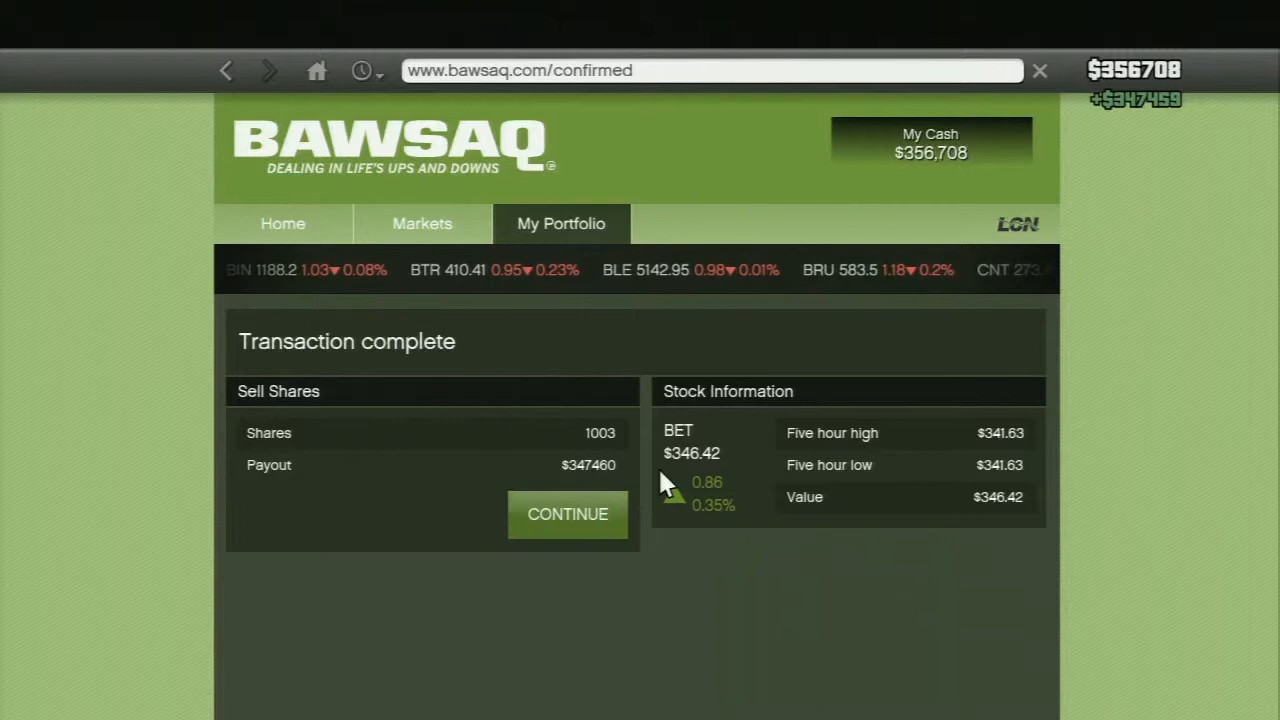 www.bawsaq.com/confirmed
$356708
+$347459
BAWSAQ
DEALING IN LIFE'S UPS AND DOWNS
My Cash
$356,708
Home
Markets
My Portfolio
LCN
BIN 1188.2 1.03▼0.08% BTR 410.41 0.95▼0.23% BLE 5142.95 0.98▼0.01% BRU 583.5 1.18▼0.2% CNT 273.
Transaction complete
Sell Shares
Shares 1003
Payout $347460
CONTINUE
Stock Information
BET
$346.42
0.86
0.35%
Five hour high $341.63
Five hour low $341.63
Value $346.42